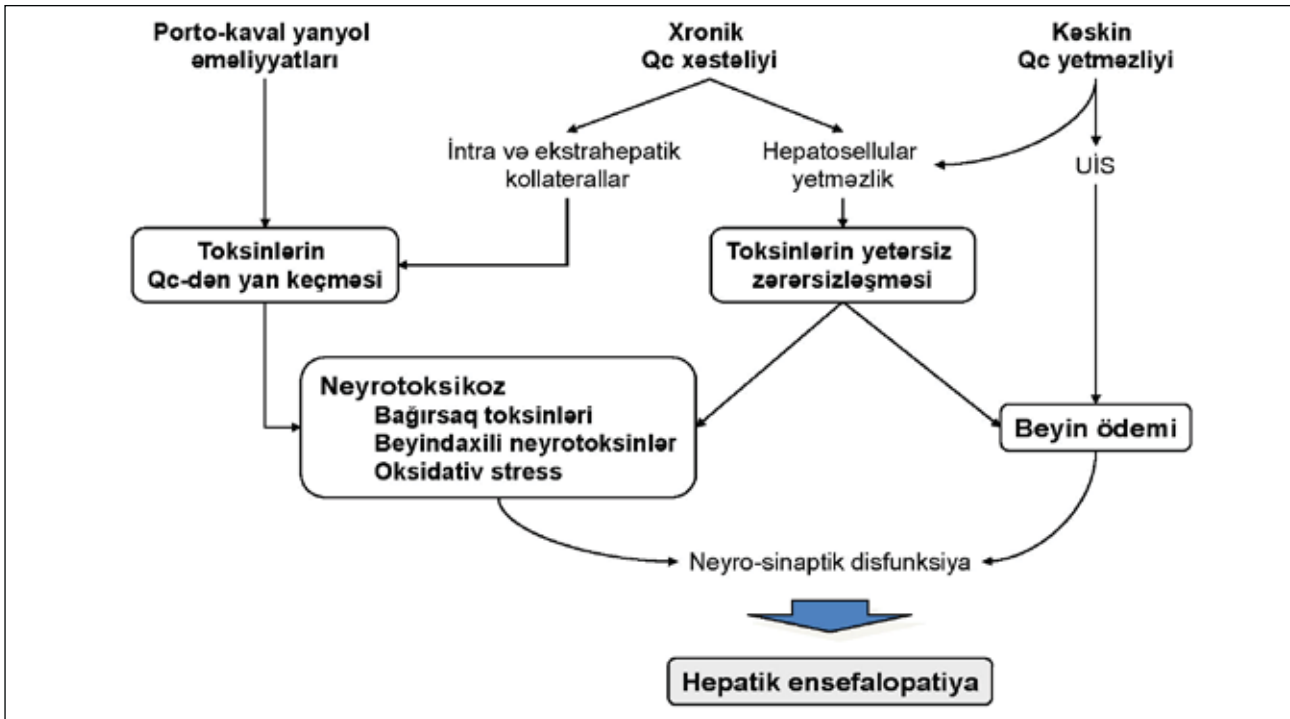 Porto-kaval yanyol
əməliyyatları
Xronik
Qc xəstəliyi
Kəskin
Qc yetməzliyi
İntra və ekstrahepatik
kollaterallar
Hepatosellular
yetməzlik
UİS
Toksinlərin
Qc-dən yan keçməsi
Toksinlərin yetərsiz
zərərsizləşməsi
Neyrotoksikoz
Bağırsaq toksinləri
Beyindaxili neyrotoksinlər
Oksidativ stress
Beyin ödemi
Neyro-sinaptik disfunksiya
Hepatik ensefalopatiya